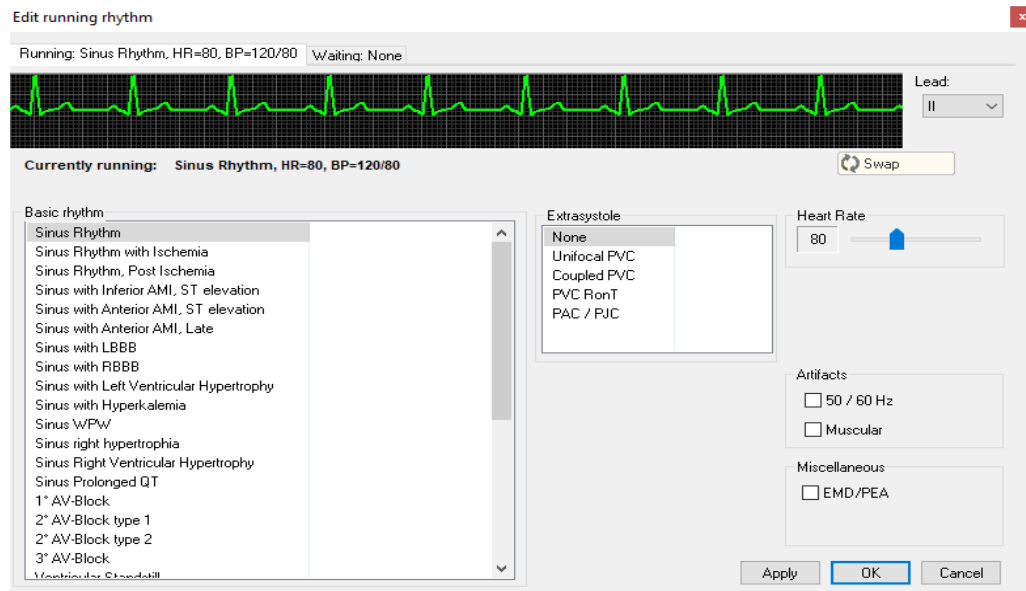 Edit running rhythm
x
Running: Sinus Rhythm, HR=80, BP=120/80
Waiting: None
Lead:
II
Currently running: Sinus Rhythm, HR=80, BP=120/80
Swap
Basic rhythm
Sinus Rhythm
Sinus Rhythm with Ischemia
Sinus Rhythm, Post Ischemia
Sinus with Inferior AMI, ST elevation
Sinus with Anterior AMI, ST elevation
Sinus with Anterior AMI, Late
Sinus with LBBB
Sinus with RBBB
Sinus with Left Ventricular Hypertrophy
Sinus with Hyperkalemia
Sinus WPW
Sinus right hypertrophia
Sinus Right Ventricular Hypertrophy
Sinus Prolonged QT
1° AV-Block
2° AV-Block type 1
2° AV-Block type 2
3° AV-Block
Ventricular Standstill
Extrasystole
None
Unifocal PVC
Coupled PVC
PVC RonT
PAC / PJC
Heart Rate
80
Artifacts
50 / 60 Hz
Muscular
Miscellaneous
EMD/PEA
Apply
OK
Cancel